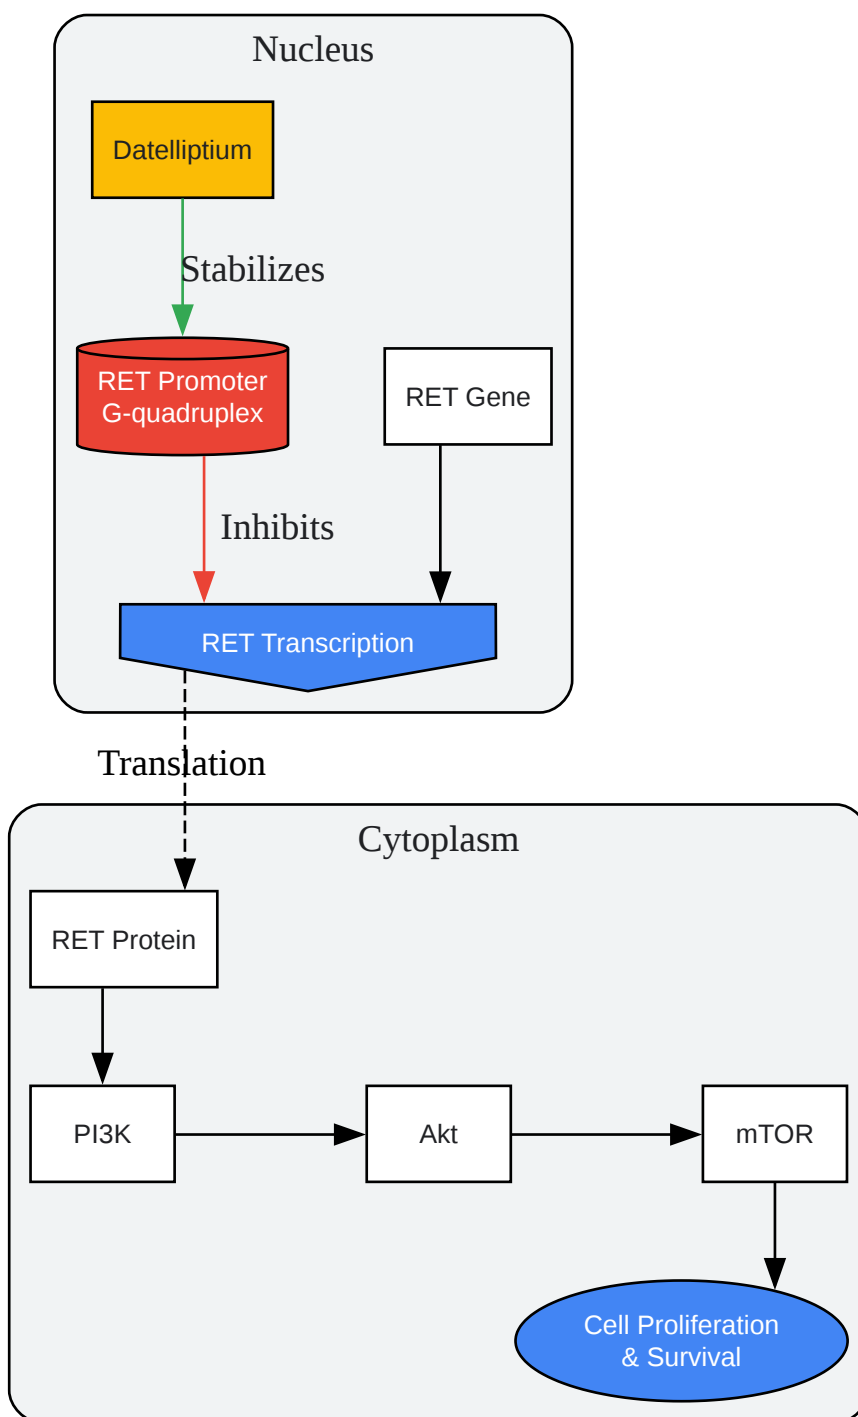 Nucleus
Datelliptium
Stabilizes
RET Promoter
G-quadruplex
RET Gene
Inhibits
RET Transcription
Translation
Cytoplasm
RET Protein
PI3K
Akt
mTOR
Cell Proliferation
& Survival